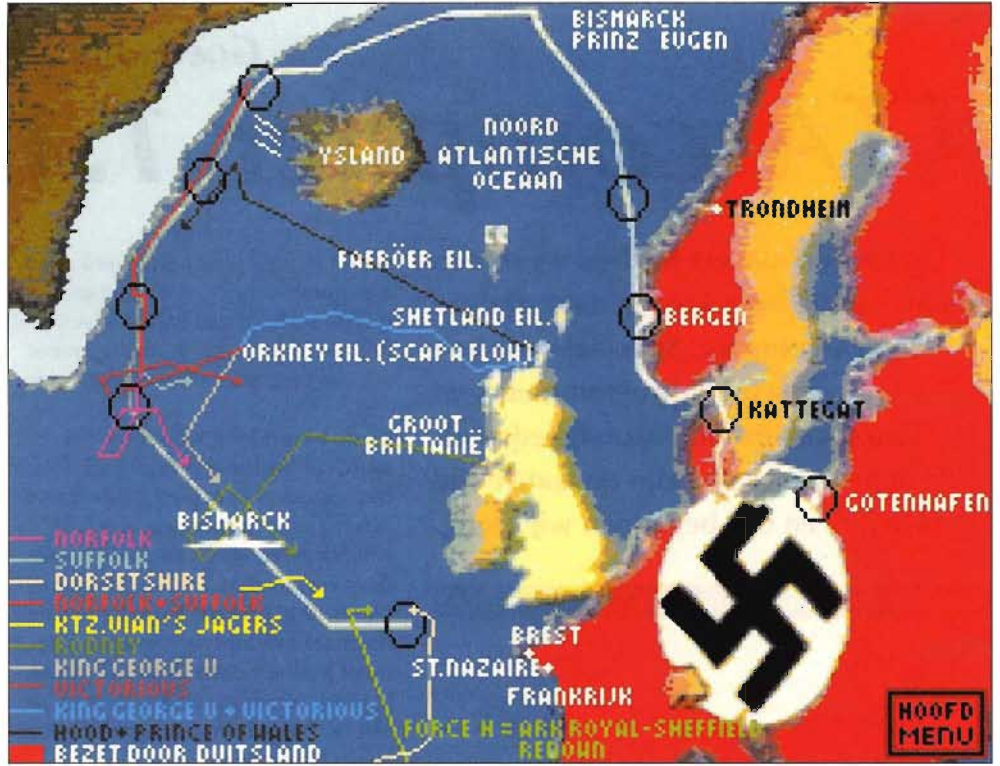 BISMARCK
PRINZ EUGEN
NOORD
ATLANTISCHE
OCEAAN
YSLAND
TRONDHEIM
FAERÖER EIL.
SHETLAND EIL.
BERGEN
ORKNEY EIL. (SCAPA FLOW)
KATTEGAT
GROOT
BRITTANIË
GOTENHAFEN
BISMARCK
NORFOLK
SUFFOLK
DORSETSHIRE
NORFOLK+SUFFOLK
KTZ.VIAN'S JAGERS
RODNEY
KING GEORGE V
VICTORIOUS
KING GEORGE V + VICTORIOUS
HOOD+ PRINCE OF WALES
BEZET DOOR DUITSLAND
BREST
ST.NAZAIRE
FRANKRIJK
FORCE H = ARK ROYAL-SHEFFIELD
RENOWN
HOOFD
MENU